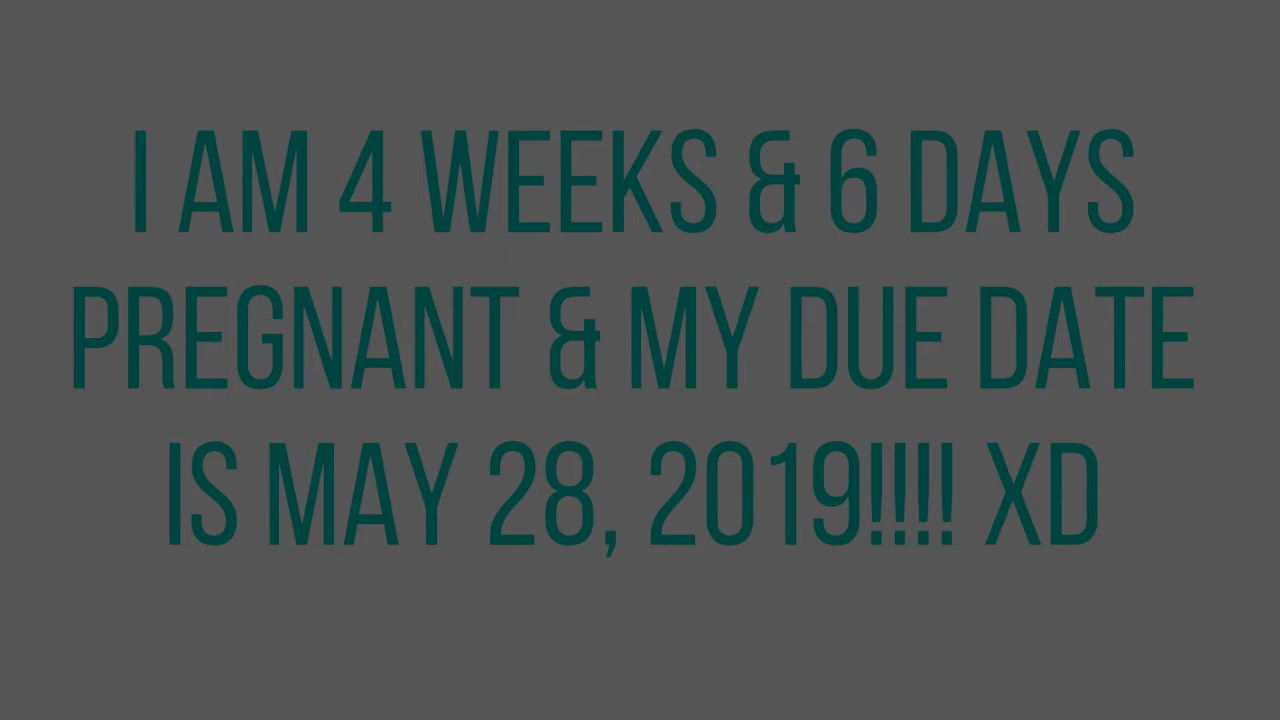 I AM 4 WEEKS & 6 DAYS
PREGNANT & MY DUE DATE
IS MAY 28, 2019!!!! XD